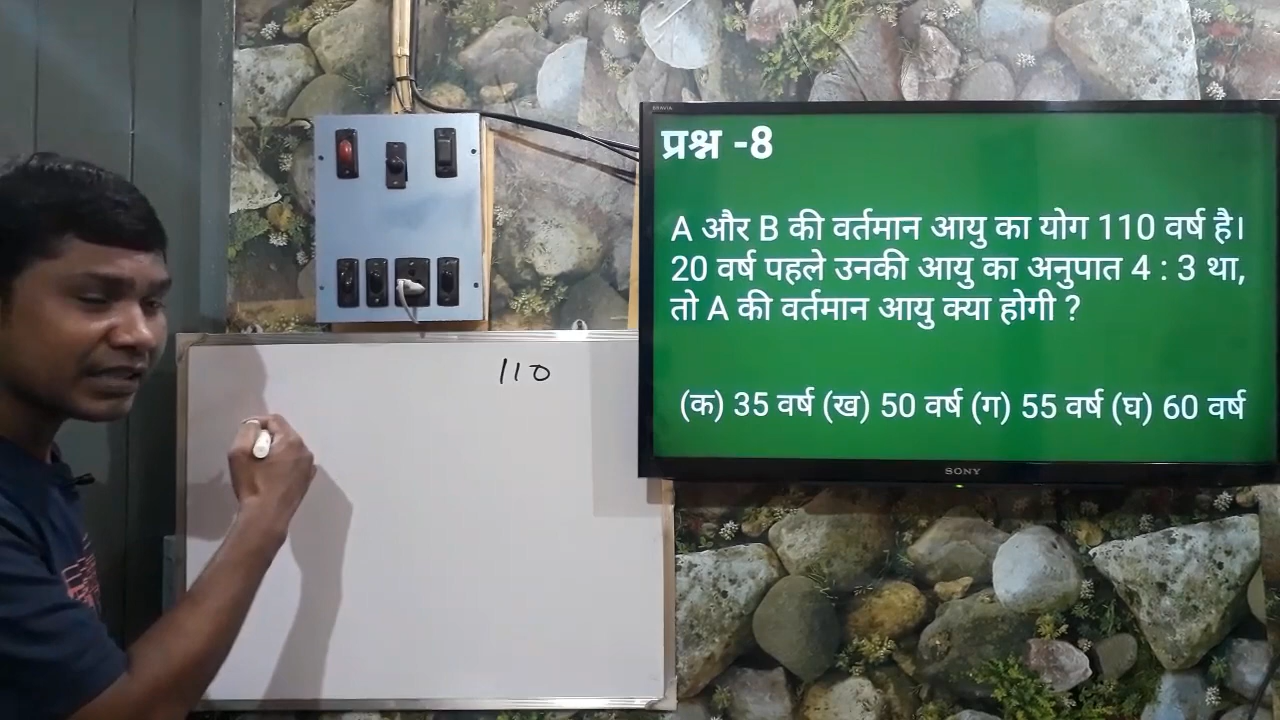 प्रश्न -8
A और B की वर्तमान आयु का योग 110 वर्ष है।
20 वर्ष पहले उनकी आयु का अनुपात 4 : 3 था,
तो A की वर्तमान आयु क्या होगी ?
(क) 35 वर्ष (ख) 50 वर्ष (ग) 55 वर्ष (घ) 60 वर्ष
BRAVIA
SONY
110